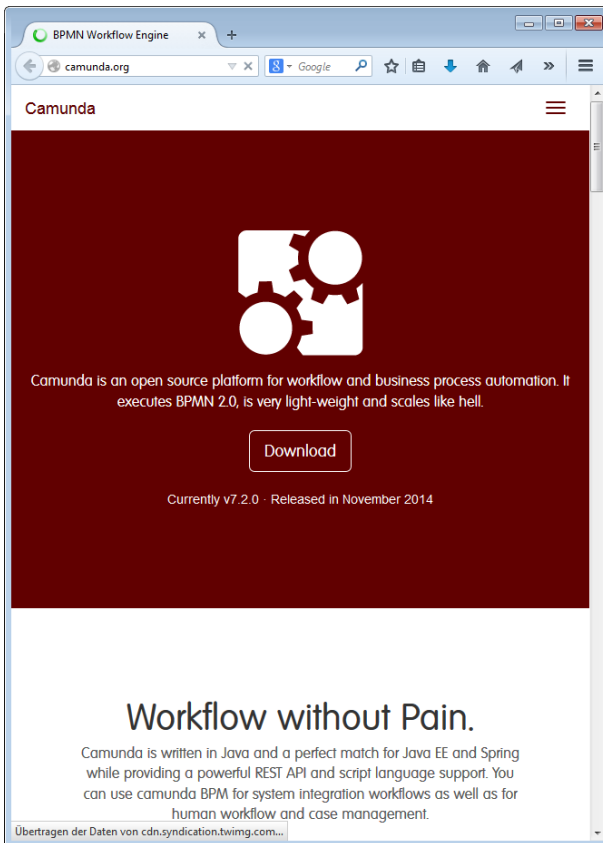 BPMN Workflow Engine
camunda.org
Google
Camunda
Camunda is an open source platform for workflow and business process automation. It
executes BPMN 2.0, is very light-weight and scales like hell.
Download
Currently v7.2.0 · Released in November 2014
Workflow without Pain.
Camunda is written in Java and a perfect match for Java EE and Spring
while providing a powerful REST API and script language support. You
can use camunda BPM for system integration workflows as well as for
human workflow and case management.
Übertragen der Daten von cdn.syndication.twimg.com...